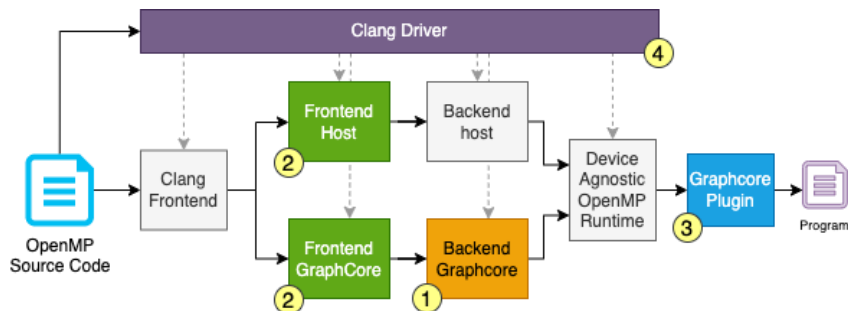 Clang Driver
4
OpenMP
Source Code
Clang
Frontend
Frontend
Host
2
Backend
host
Frontend
GraphCore
2
Backend
Graphcore
1
Device
Agnostic
OpenMP
Runtime
Graphcore
Plugin
3
Program